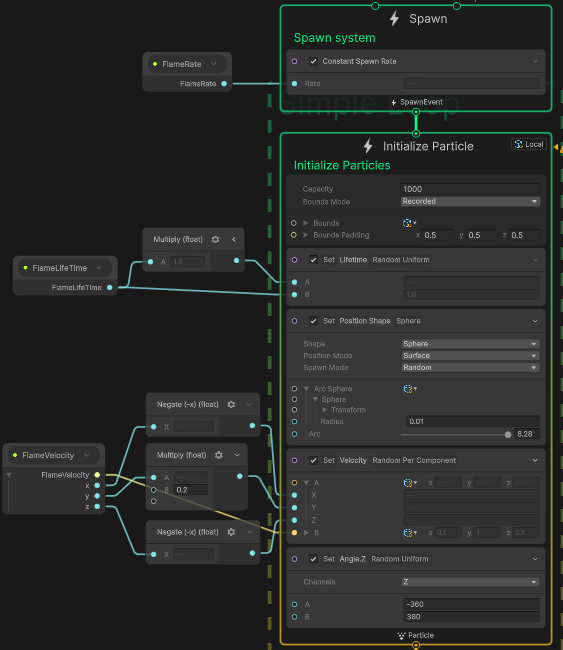 Spawn
Spawn system
FlameRate
FlameRate
Constant Spawn Rate
Rate
SpawnEvent
Initialize Particle
Local
Initialize Particles
Capacity 1000
Bounds Mode Recorded
Bounds
Bounds Padding x 0.5 y 0.5 z 0.5
Multiply (float)
A 1.6
FlameLifeTime
FlameLifeTime
Set Lifetime Random Uniform
A
B 1.6
Set Position Shape Sphere
Shape Sphere
Position Mode Surface
Spawn Mode Random
Arc Sphere
Sphere
Transform
Radius 0.01
Arc 6.28
Negate (-x) (float)
X
FlameVelocity
FlameVelocity
x
y
z
Multiply (float)
A
B 0.2
Negate (-x) (float)
X
Set Velocity Random Per Component
A x y z
X
Y
Z
B x 0.1 y 1 z 0.1
Set Angle.Z Random Uniform
Channels Z
A -360
B 360
Particle